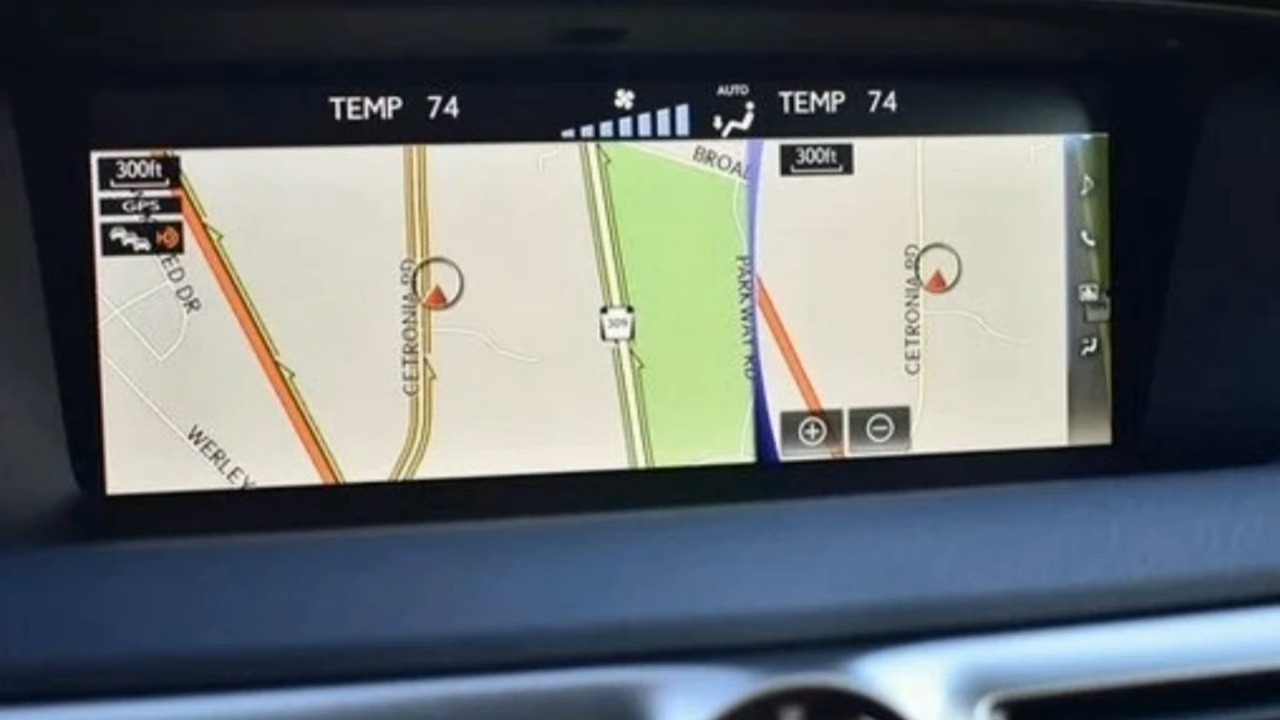 TEMP 74
AUTO
TEMP 74
300ft
GPS
ED DR
WERLEY
CETRONIA RD
309
BROAD
PARKWAY RD
300ft
CETRONIA RD